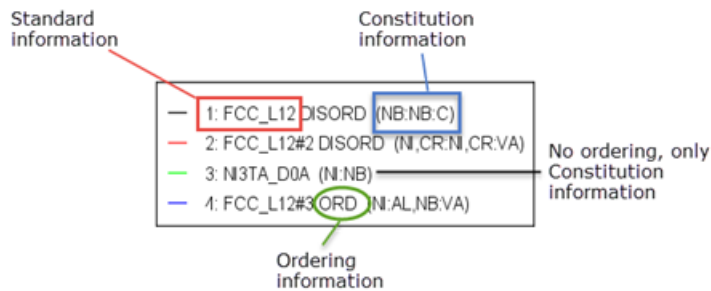 Standard
information
Constitution
information
1: FCC_L12 DISORD (NB:NB:C)
2: FCC_L12#2 DISORD (NI,CR:NI,CR:VA)
3: NI3TA_D0A (NI:NB)
4: FCC_L12#3 ORD (NI:AL,NB:VA)
No ordering, only
Constitution
information
Ordering
information